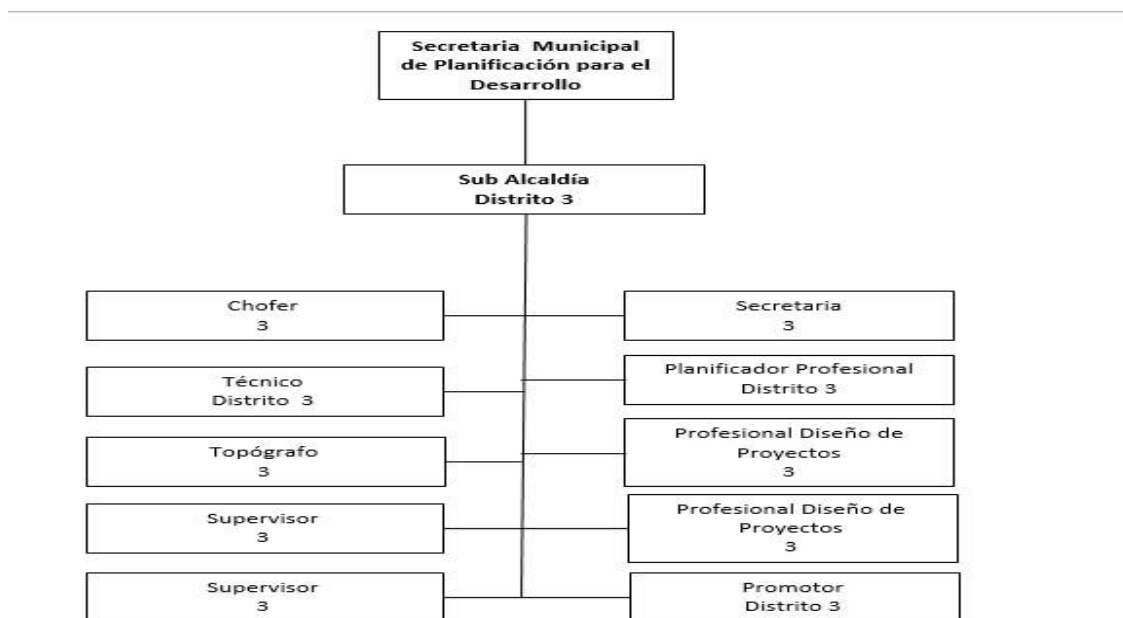 Secretaria Municipal
de Planificación para el
Desarrollo
Sub Alcaldía
Distrito 3
Chofer
3
Secretaria
3
Técnico
Distrito 3
Planificador Profesional
Distrito 3
Topógrafo
3
Profesional Diseño de
Proyectos
3
Supervisor
3
Profesional Diseño de
Proyectos
3
Supervisor
3
Promotor
Distrito 3